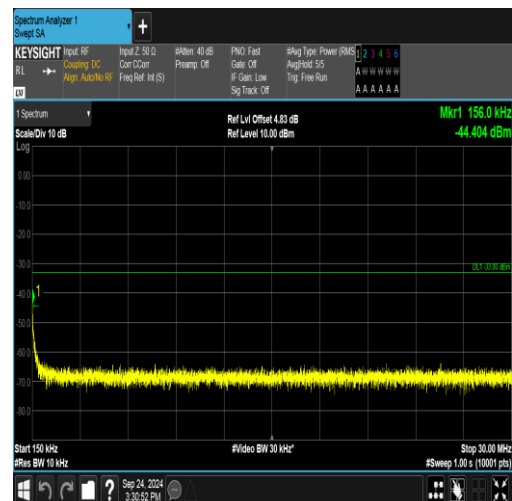 Spectrum Analyzer 1
Swept SA
+
KEYSIGHT Input: RF Input Z: 50 Ω #Atten: 40 dB PNO: Fast #Avg Type: Power (RMS 1 2 3 4 5 6
RL Coupling: DC Corr CCorr Preamp: Off Gate: Off Avg|Hold: 5/5 A W W W W W
Align: Auto/No RF Freq Ref: Int (S) IF Gain: Low Trig: Free Run
Sig Track: Off A A A A A A
LXI
1 Spectrum Ref Lvl Offset 4.83 dB Mkr1 156.0 kHz
Scale/Div 10 dB Ref Level 10.00 dBm -44.404 dBm
Log
0.00
-10.0
-20.0
-30.0
DL1 -33.00 dBm
-40.0
1
-50.0
-60.0
-70.0
-80.0
Start 150 kHz #Video BW 30 kHz* Stop 30.00 MHz
#Res BW 10 kHz #Sweep 1.00 s (10001 pts)
? Sep 24, 2024
3:30:52 PM